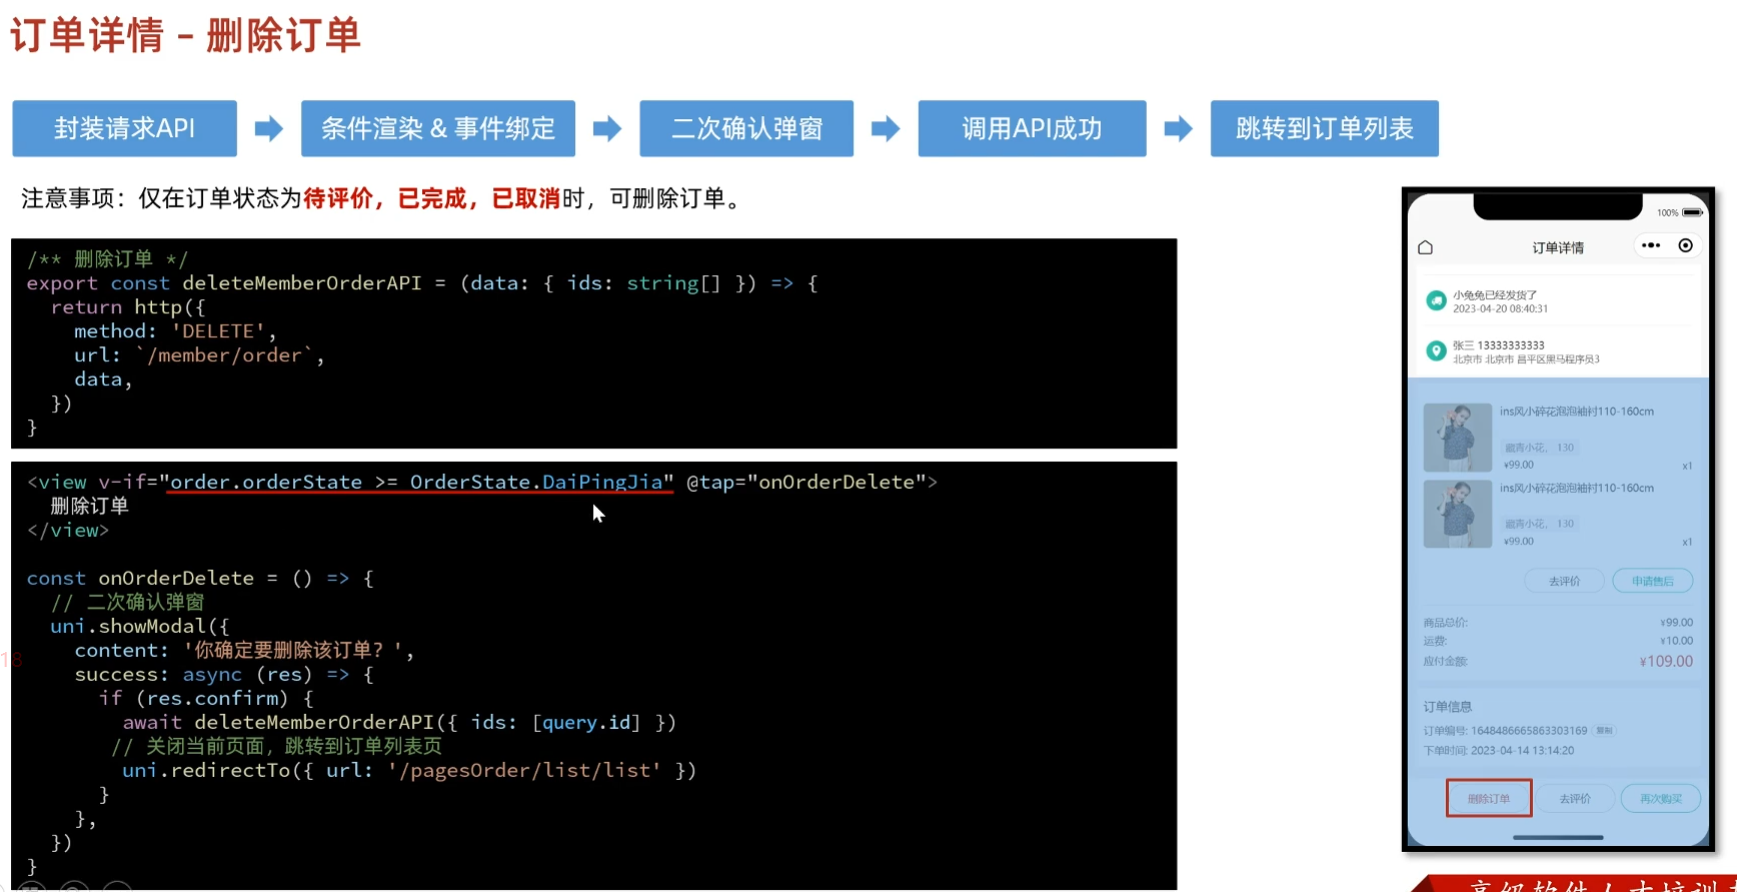 订单详情 - 删除订单
封装请求API
条件渲染 & 事件绑定
二次确认弹窗
调用API成功
跳转到订单列表
注意事项：仅在订单状态为待评价，已完成，已取消时，可删除订单。
/** 删除订单 */
export const deleteMemberOrderAPI = (data: { ids: string[] }) => {
  return http({
    method: 'DELETE',
    url: `/member/order`,
    data,
  })
}
<view v-if="order.orderState >= OrderState.DaiPingJia" @tap="onOrderDelete">
  删除订单
</view>
const onOrderDelete = () => {
  // 二次确认弹窗
  uni.showModal({
    content: '你确定要删除该订单？',
    success: async (res) => {
      if (res.confirm) {
        await deleteMemberOrderAPI({ ids: [query.id] })
        // 关闭当前页面，跳转到订单列表页
        uni.redirectTo({ url: '/pagesOrder/list/list' })
      }
    },
  })
}
18
100%
订单详情
小兔兔已经发货了
2023-04-20 08:40:31
张三 13333333333
北京市 北京市 昌平区黑马程序员3
ins风小碎花泡泡袖衬110-160cm
藏青小花， 130
¥99.00
x1
ins风小碎花泡泡袖衬110-160cm
藏青小花， 130
¥99.00
x1
去评价
申请售后
商品总价:
¥99.00
运费:
¥10.00
应付金额:
¥109.00
订单信息
订单编号: 1648486665863303169 复制
下单时间: 2023-04-14 13:14:20
删除订单
去评价
再次购买
高级软件人才培训